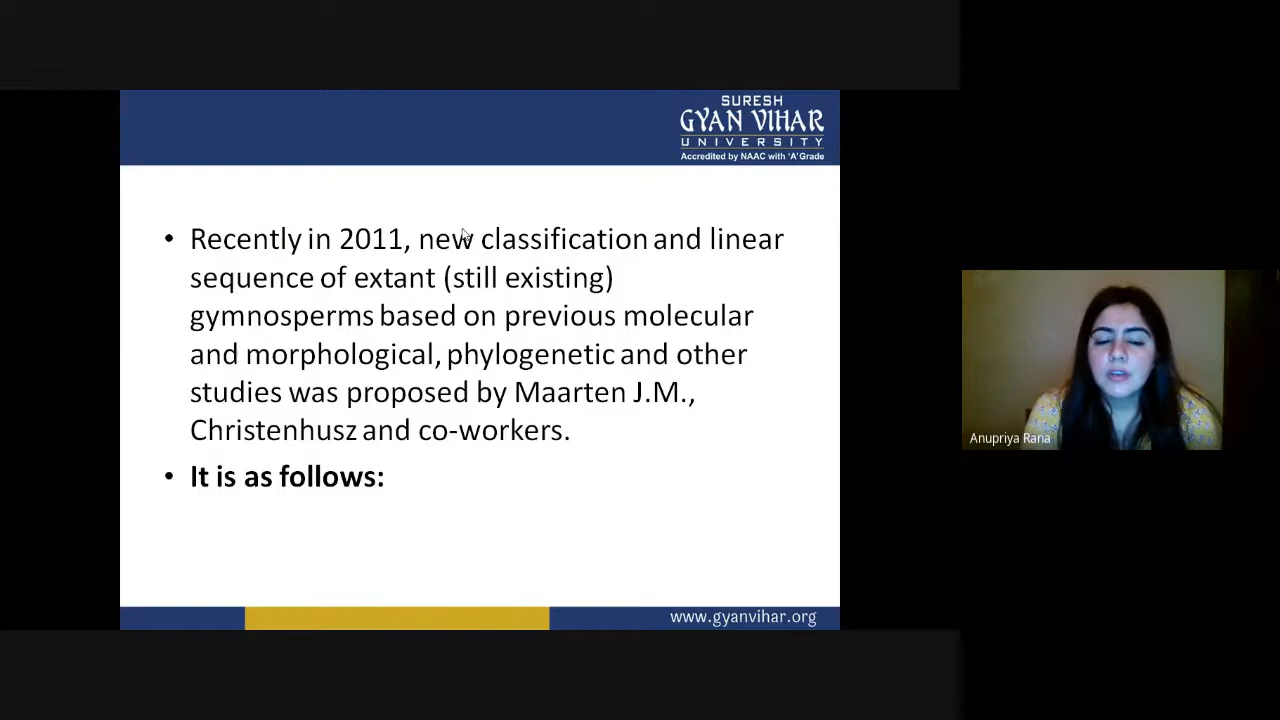 SURESH
GYAN VIHAR
UNIVERSITY
Accredited by NAAC with 'A' Grade
• Recently in 2011, new classification and linear
sequence of extant (still existing)
gymnosperms based on previous molecular
and morphological, phylogenetic and other
studies was proposed by Maarten J.M.,
Christenhusz and co-workers.
• It is as follows:
Anupriya Rana
www.gyanvihar.org